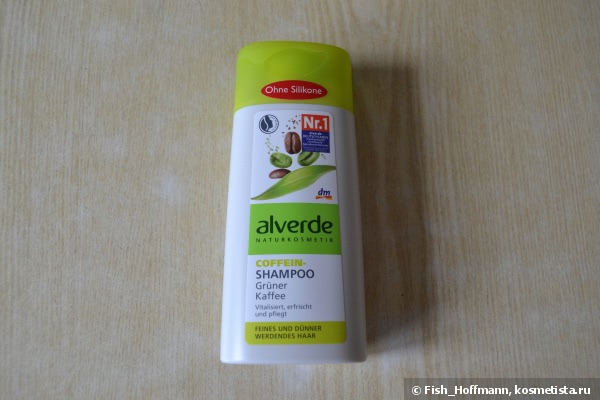 Ohne Silikone
Nr.1
dm
alverde
NATURKOSMETIK
COFFEIN-
SHAMPOO
Grüner
Kaffee
Vitalisiert, erfrischt
und pflegt
FEINES UND DÜNNER
WERDENDES HAAR
© Fish_Hoffmann, kosmetista.ru